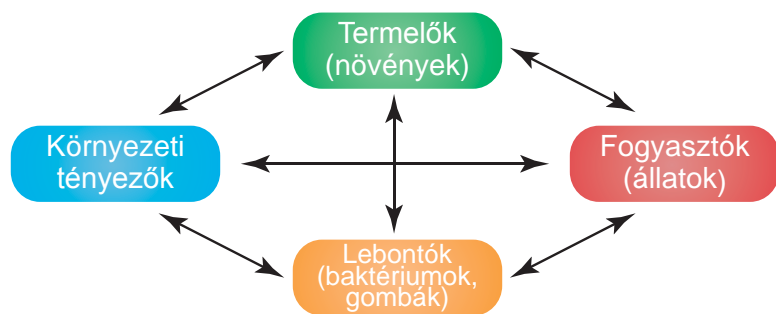 Termelők
(növények)
Környezeti
tényezők
Fogyasztók
(állatok)
Lebontók
(baktériumok,
gombák)